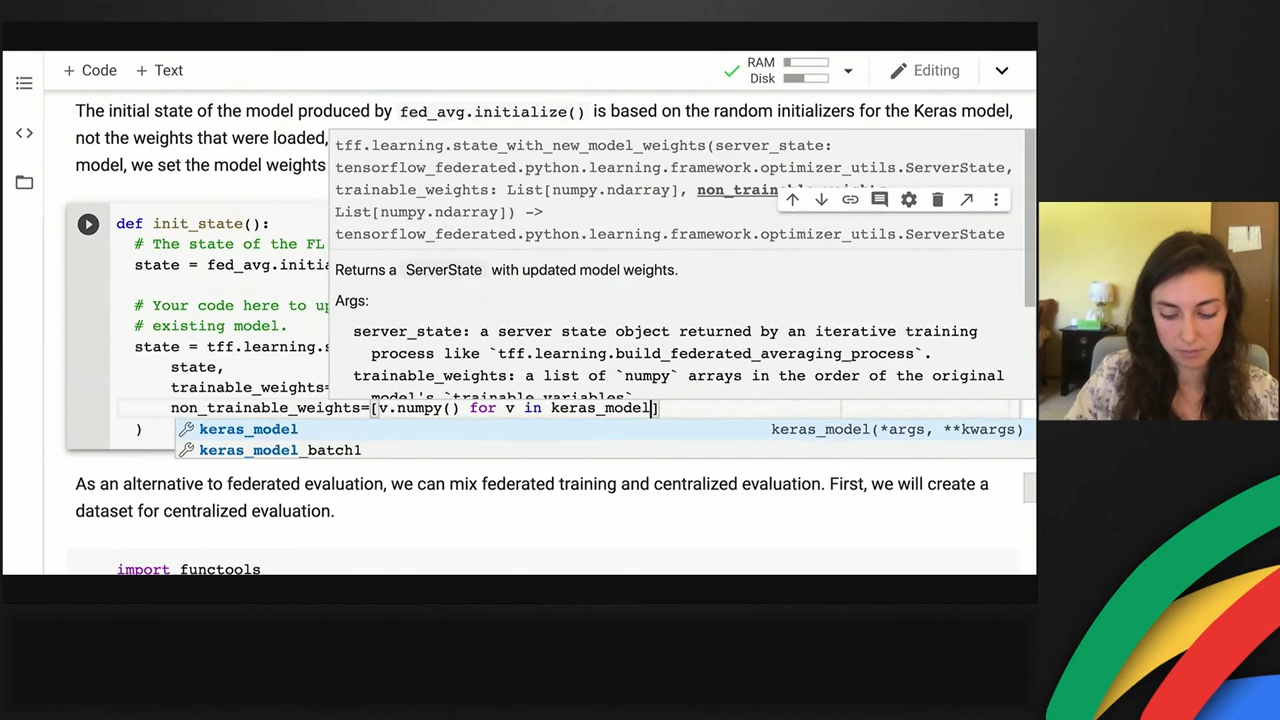 + Code + Text
RAM
Disk
Editing
The initial state of the model produced by fed_avg.initialize() is based on the random initializers for the Keras model,
not the weights that were loaded,
model, we set the model weights
tff.learning.state_with_new_model_weights(server_state:
tensorflow_federated.python.learning.framework.optimizer_utils.ServerState,
trainable_weights: List[numpy.ndarray], non_trainable_weights:
List[numpy.ndarray]) ->
tensorflow_federated.python.learning.framework.optimizer_utils.ServerState
Returns a ServerState with updated model weights.
Args:
server_state: a server state object returned by an iterative training
process like `tff.learning.build_federated_averaging_process`.
trainable_weights: a list of `numpy` arrays in the order of the original
model's `trainable_variables`
def init_state():
# The state of the FL
state = fed_avg.initia
# Your code here to up
# existing model.
state = tff.learning.s
state,
trainable_weights=
non_trainable_weights=[v.numpy() for v in keras_model]
keras_model keras_model(*args, **kwargs)
keras_model_batch1
)
As an alternative to federated evaluation, we can mix federated training and centralized evaluation. First, we will create a
dataset for centralized evaluation.
import functools